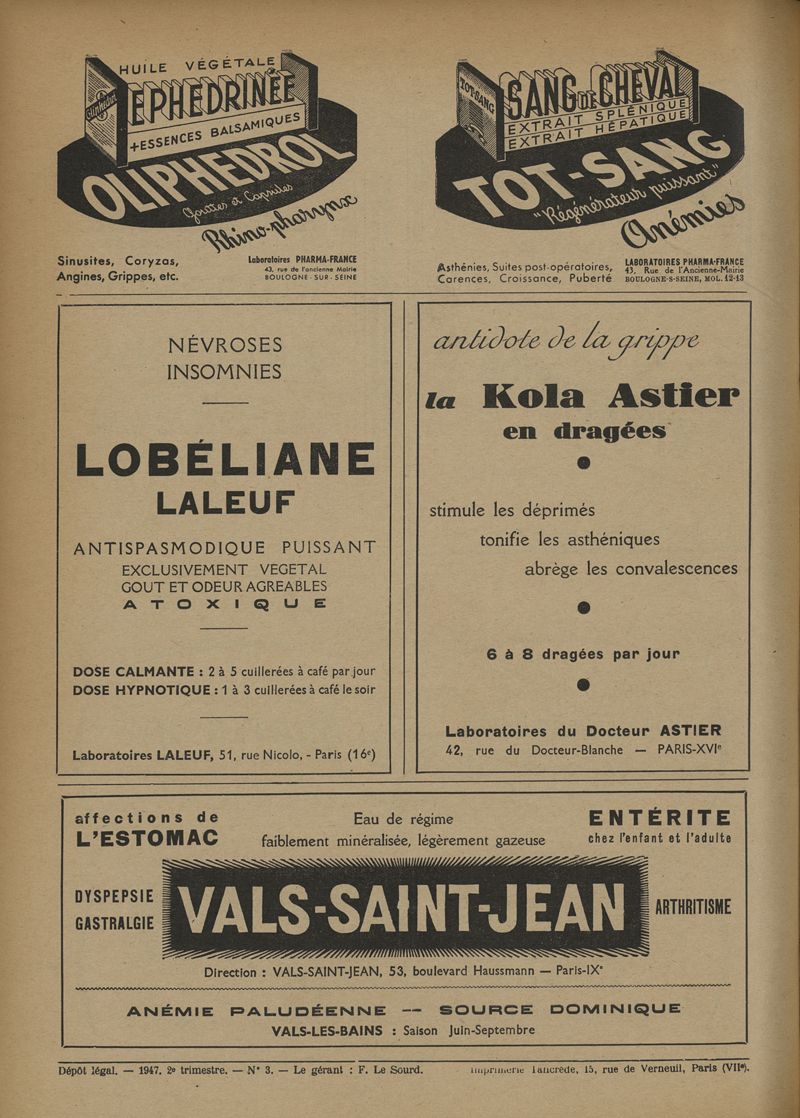 HUILE VÉGÉTALE
Oliphédrol
EPHEDRINÉE
+ESSENCES BALSAMIQUES
OLIPHEDROL
Gouttes et Capsules
Rhino-pharynx
Sinusites, Coryzas,
Angines, Grippes, etc.
Laboratoires PHARMA-FRANCE
43, rue de l'ancienne Mairie
BOULOGNE-SUR-SEINE
TOT-SANG
SANG DE CHEVAL
EXTRAIT SPLÉNIQUE
EXTRAIT HÉPATIQUE
TOT-SANG
"Régénérateur puissant"
Anémies
Asthénies, Suites post-opératoires,
Carences, Croissance, Puberté
LABORATOIRES PHARMA-FRANCE
43, Rue de l'Ancienne-Mairie
BOULOGNE-S-SEINE, MOL. 12-13
NÉVROSES
INSOMNIES
LOBÉLIANE
LALEUF
ANTISPASMODIQUE PUISSANT
EXCLUSIVEMENT VEGETAL
GOUT ET ODEUR AGREABLES
ATOXIQUE
DOSE CALMANTE : 2 à 5 cuillerées à café par jour
DOSE HYPNOTIQUE : 1 à 3 cuillerées à café le soir
Laboratoires LALEUF, 51, rue Nicolo, - Paris (16e)
antidote de la grippe
la Kola Astier
en dragées
stimule les déprimés
tonifie les asthéniques
abrège les convalescences
6 à 8 dragées par jour
Laboratoires du Docteur ASTIER
42, rue du Docteur-Blanche — PARIS-XVIe
affections de
L'ESTOMAC
Eau de régime
faiblement minéralisée, légèrement gazeuse
ENTÉRITE
chez l'enfant et l'adulte
DYSPEPSIE
GASTRALGIE
VALS-SAINT-JEAN
ARTHRITISME
Direction : VALS-SAINT-JEAN, 53, boulevard Haussmann — Paris-IXe
ANÉMIE PALUDÉENNE — SOURCE DOMINIQUE
VALS-LES-BAINS : Saison Juin-Septembre
Dépôt légal. — 1947. 2e trimestre. — N° 3. — Le gérant : F. Le Sourd.
Imprimerie Tancrède, 15, rue de Verneuil, Paris (VIIe).